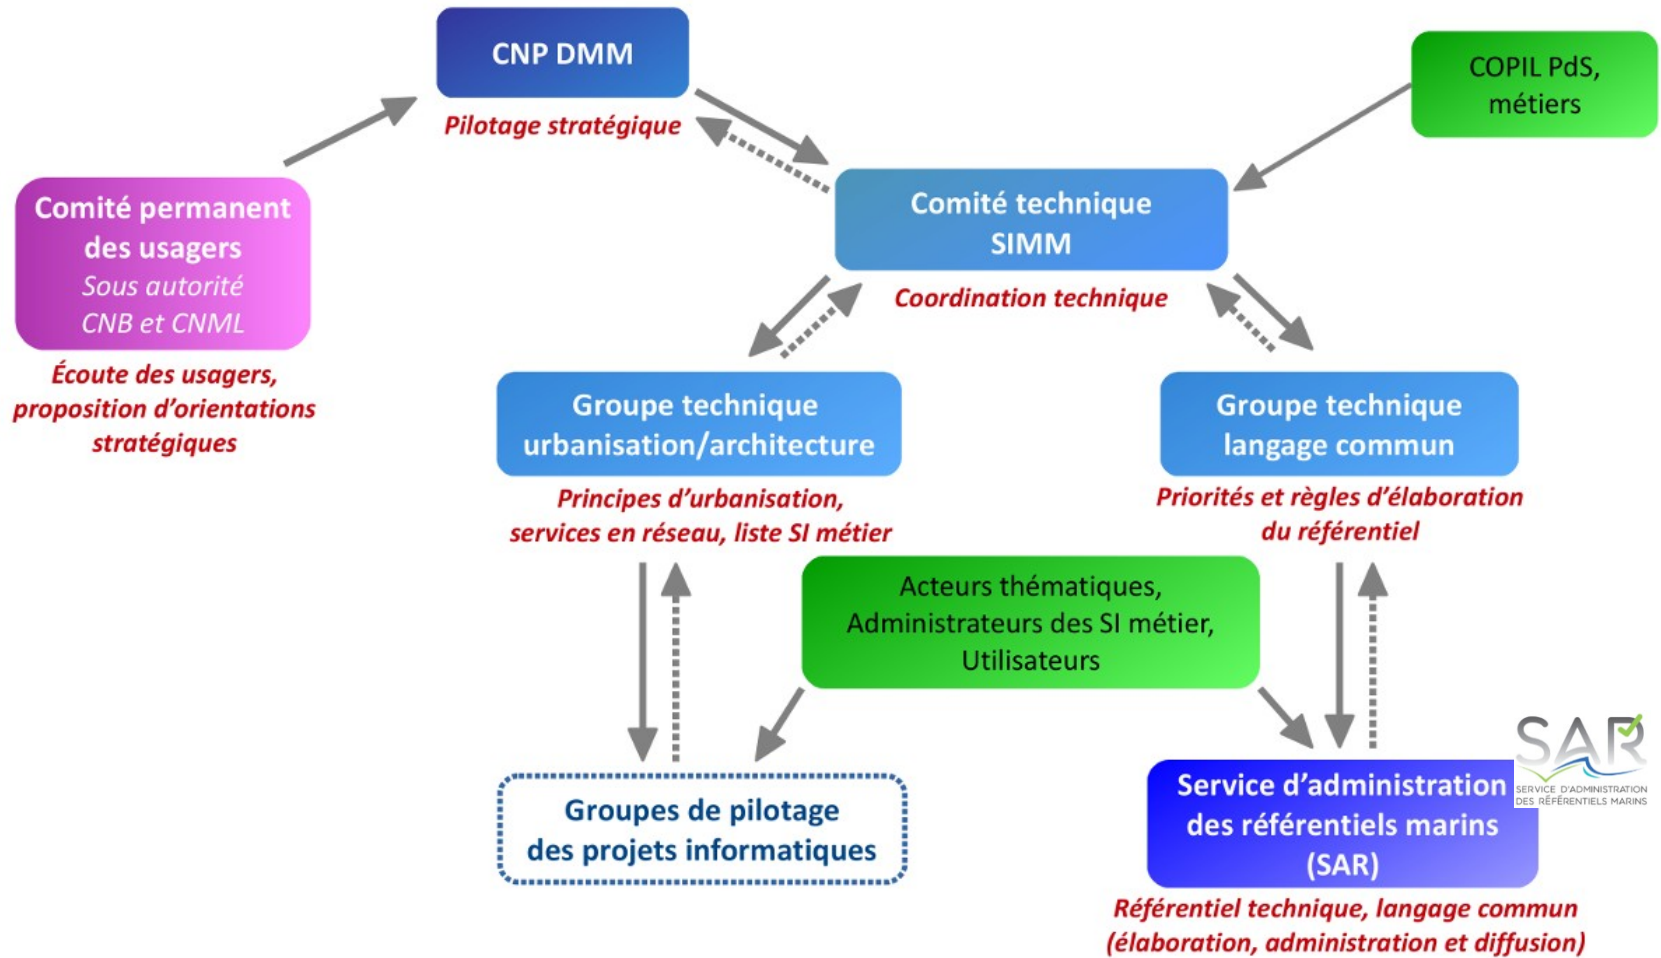 CNP DMM
Pilotage stratégique
COPIL PdS,
métiers
Comité permanent
des usagers
Sous autorité
CNB et CNML
Écoute des usagers,
proposition d’orientations
stratégiques
Comité technique
SIMM
Coordination technique
Groupe technique
urbanisation/architecture
Principes d’urbanisation,
services en réseau, liste SI métier
Groupe technique
langage commun
Priorités et règles d’élaboration
du référentiel
Acteurs thématiques,
Administrateurs des SI métier,
Utilisateurs
Groupes de pilotage
des projets informatiques
Service d’administration
des référentiels marins
(SAR)
SAR
SERVICE D'ADMINISTRATION
DES RÉFÉRENTIELS MARINS
Référentiel technique, langage commun
(élaboration, administration et diffusion)